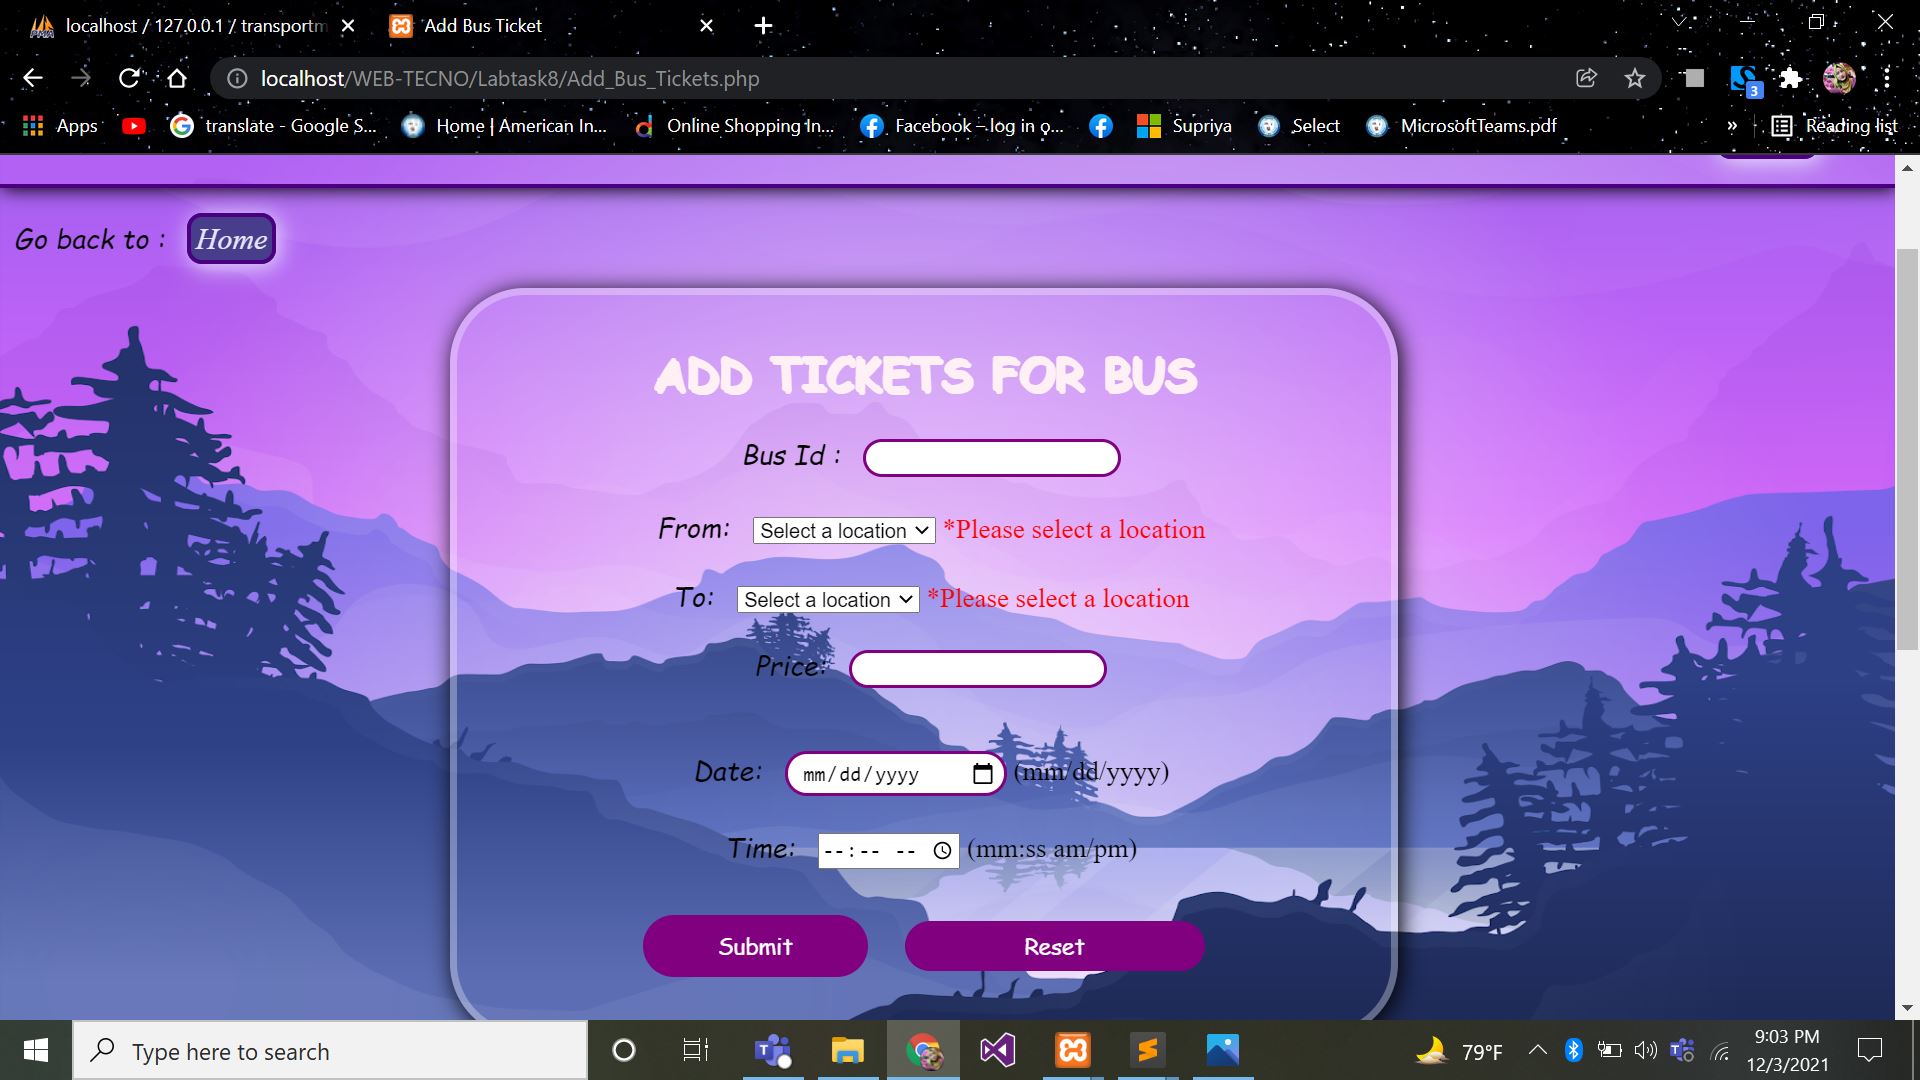 localhost / 127.0.0.1 / transportm
Add Bus Ticket
localhost/WEB-TECNO/Labtask8/Add_Bus_Tickets.php
3
Apps
translate - Google S...
Home | American In...
Online Shopping In...
Facebook – log in o...
Supriya
Select
MicrosoftTeams.pdf
»
Reading list
Go back to :
Home
ADD TICKETS FOR BUS
Bus Id :
From:
Select a location
*Please select a location
To:
Select a location
*Please select a location
Price:
Date:
mm/dd/yyyy
(mm/dd/yyyy)
Time:
--:-- --
(mm:ss am/pm)
Submit
Reset
Type here to search
79°F
9:03 PM
12/3/2021